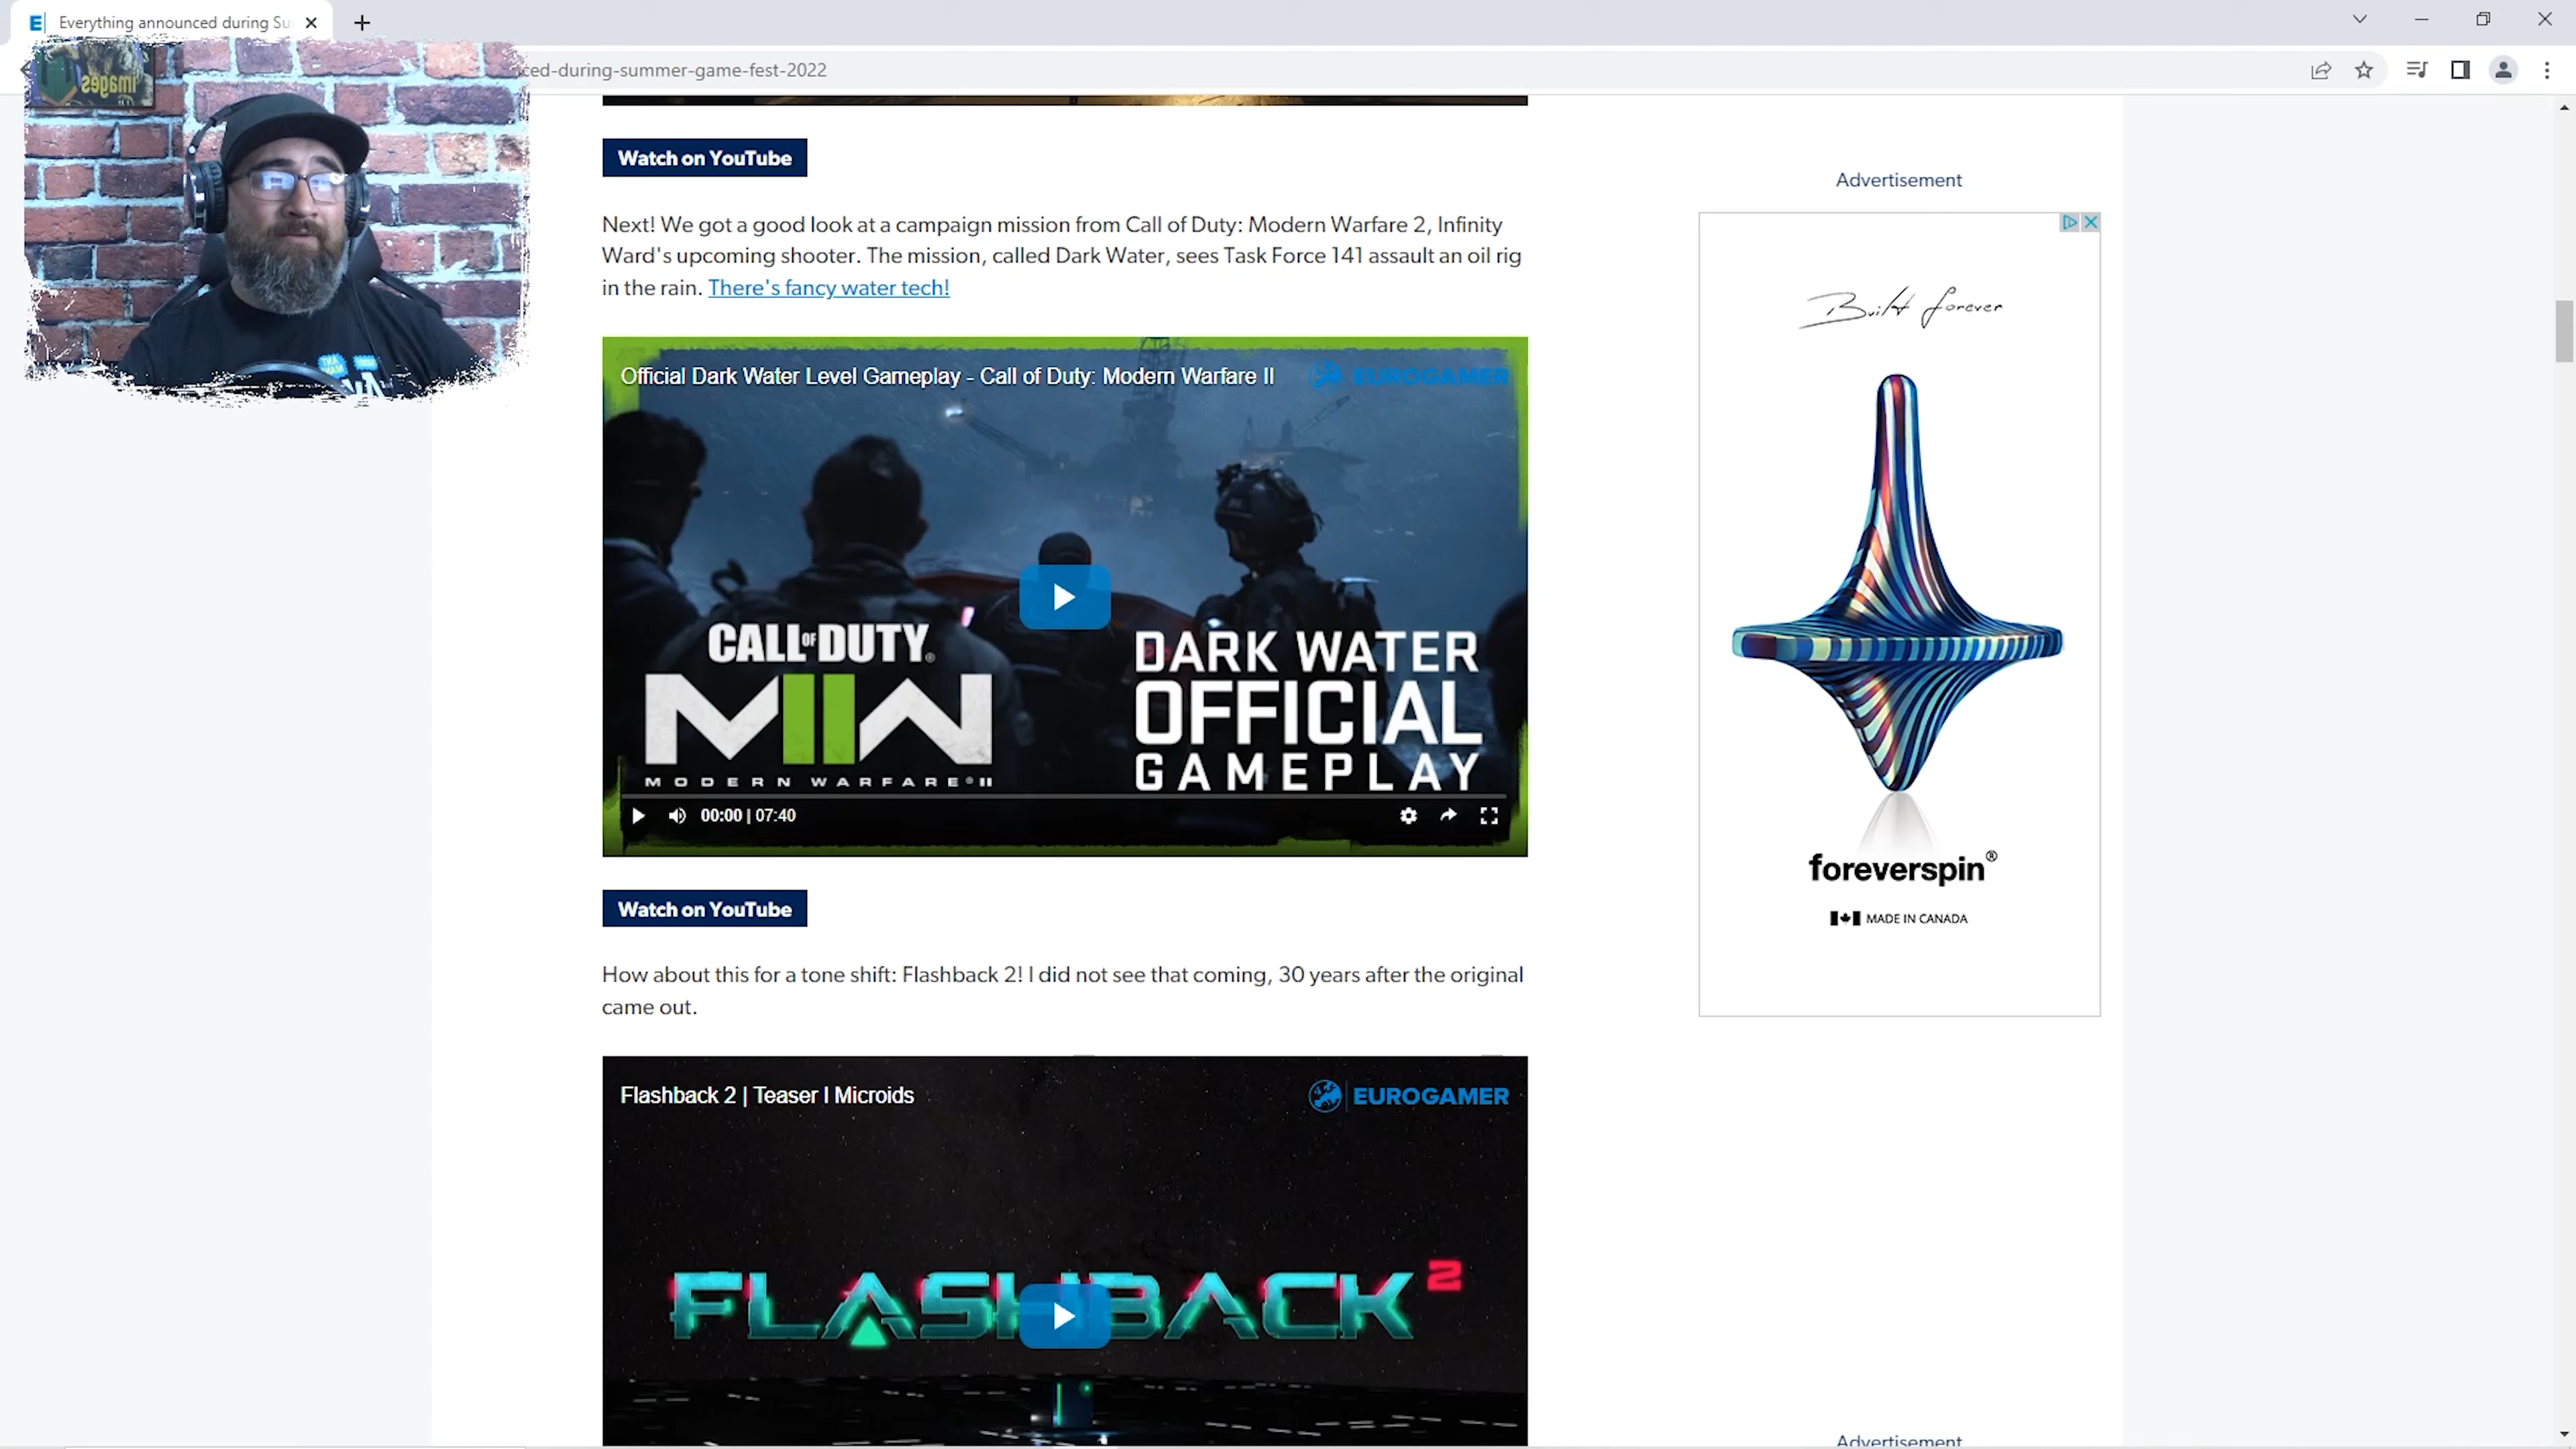 Everything announced during Su
ced-during-summer-game-fest-2022
images
Watch on YouTube
Next! We got a good look at a campaign mission from Call of Duty: Modern Warfare 2, Infinity
Ward's upcoming shooter. The mission, called Dark Water, sees Task Force 141 assault an oil rig
in the rain. There's fancy water tech!
Official Dark Water Level Gameplay - Call of Duty: Modern Warfare II
EUROGAMER
CALL OF DUTY®
MIIW
MODERN WARFARE® II
DARK WATER
OFFICIAL
GAMEPLAY
00:00 | 07:40
Watch on YouTube
How about this for a tone shift: Flashback 2! I did not see that coming, 30 years after the original
came out.
Flashback 2 | Teaser I Microids
EUROGAMER
FLASHBACK 2
Advertisement
Built forever
foreverspin®
MADE IN CANADA
Advertisement